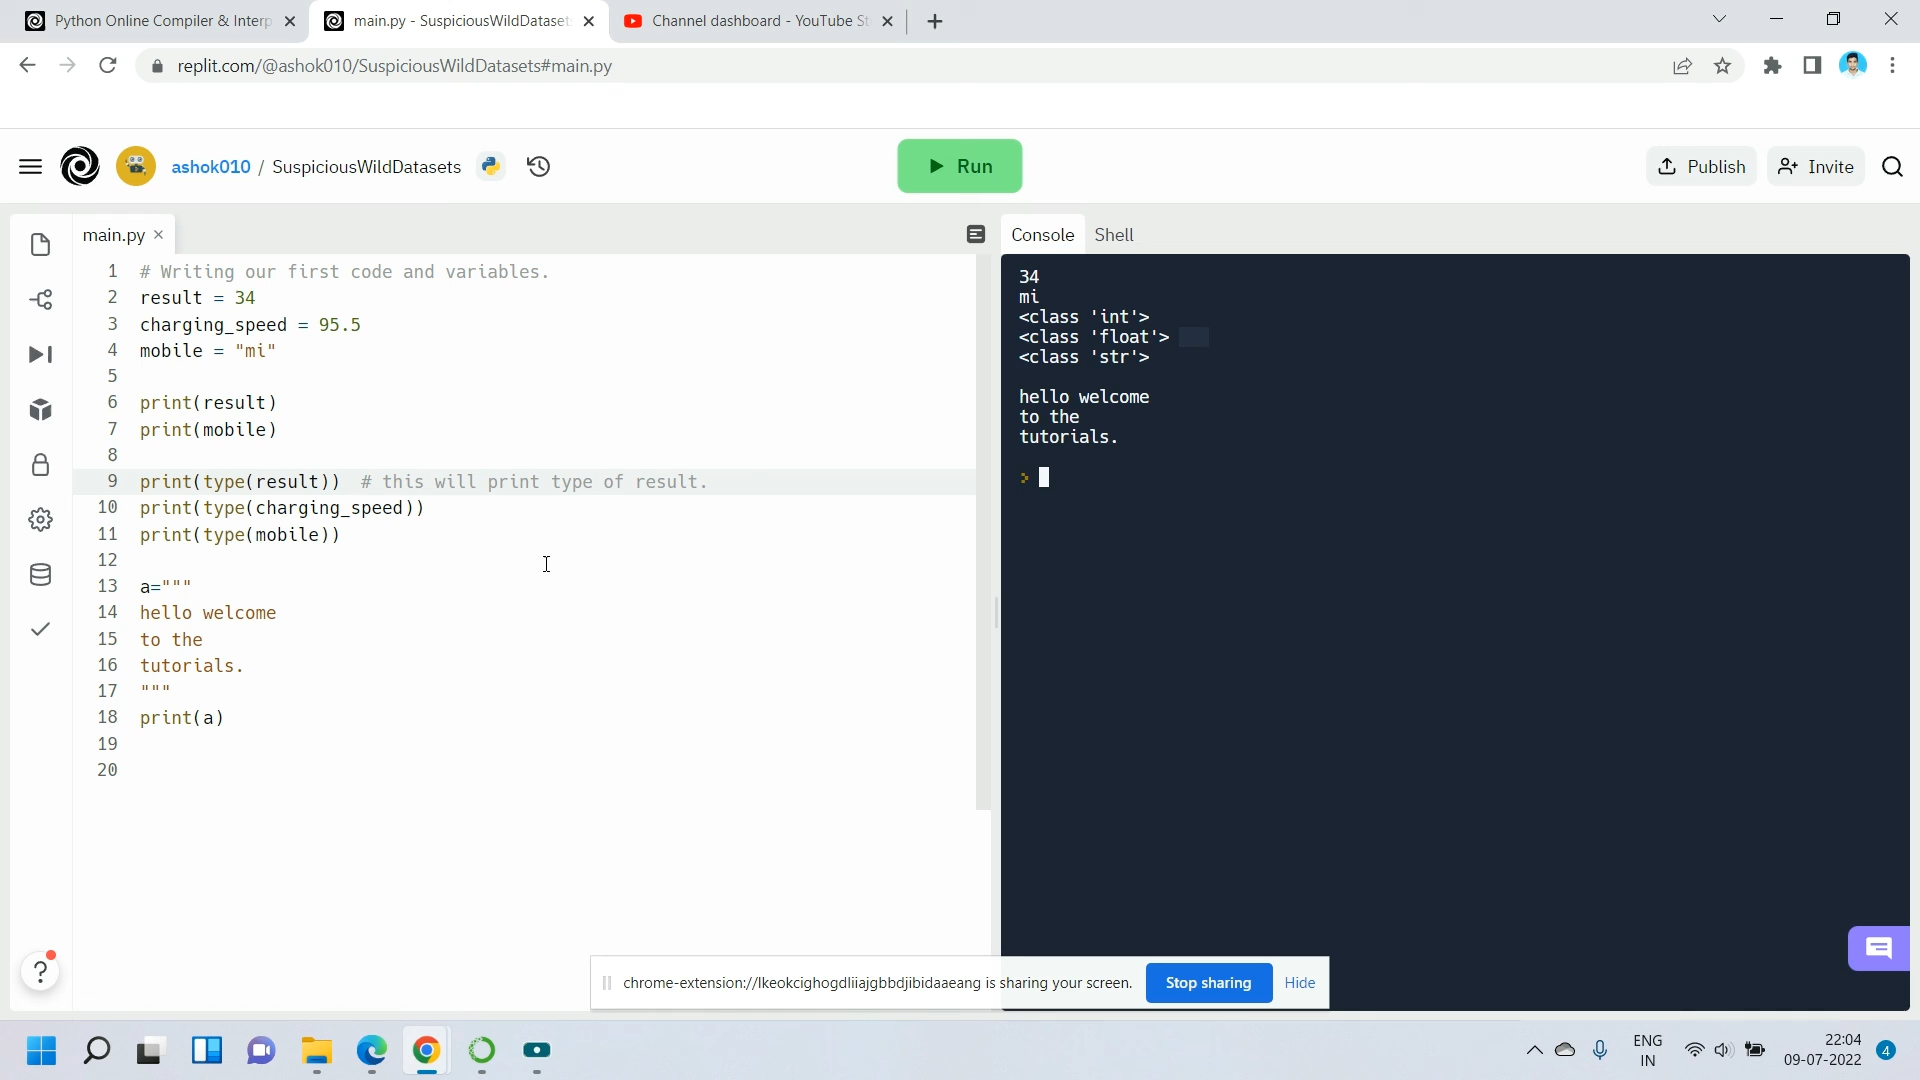 Python Online Compiler & Interp
main.py - SuspiciousWildDataset
Channel dashboard - YouTube St
replit.com/@ashok010/SuspiciousWildDatasets#main.py
ashok010 / SuspiciousWildDatasets
Run
Publish
Invite
main.py
Console
Shell
1 # Writing our first code and variables.
2 result = 34
3 charging_speed = 95.5
4 mobile = "mi"
5
6 print(result)
7 print(mobile)
8
9 print(type(result)) # this will print type of result.
10 print(type(charging_speed))
11 print(type(mobile))
12
13 a="""
14 hello welcome
15 to the
16 tutorials.
17 """
18 print(a)
19
20
34
mi
<class 'int'>
<class 'float'>
<class 'str'>
hello welcome
to the
tutorials.
>
?
chrome-extension://lkeokcighogdliiajgbbdjibidaaeang is sharing your screen.
Stop sharing
Hide
ENG
IN
22:04
09-07-2022
4